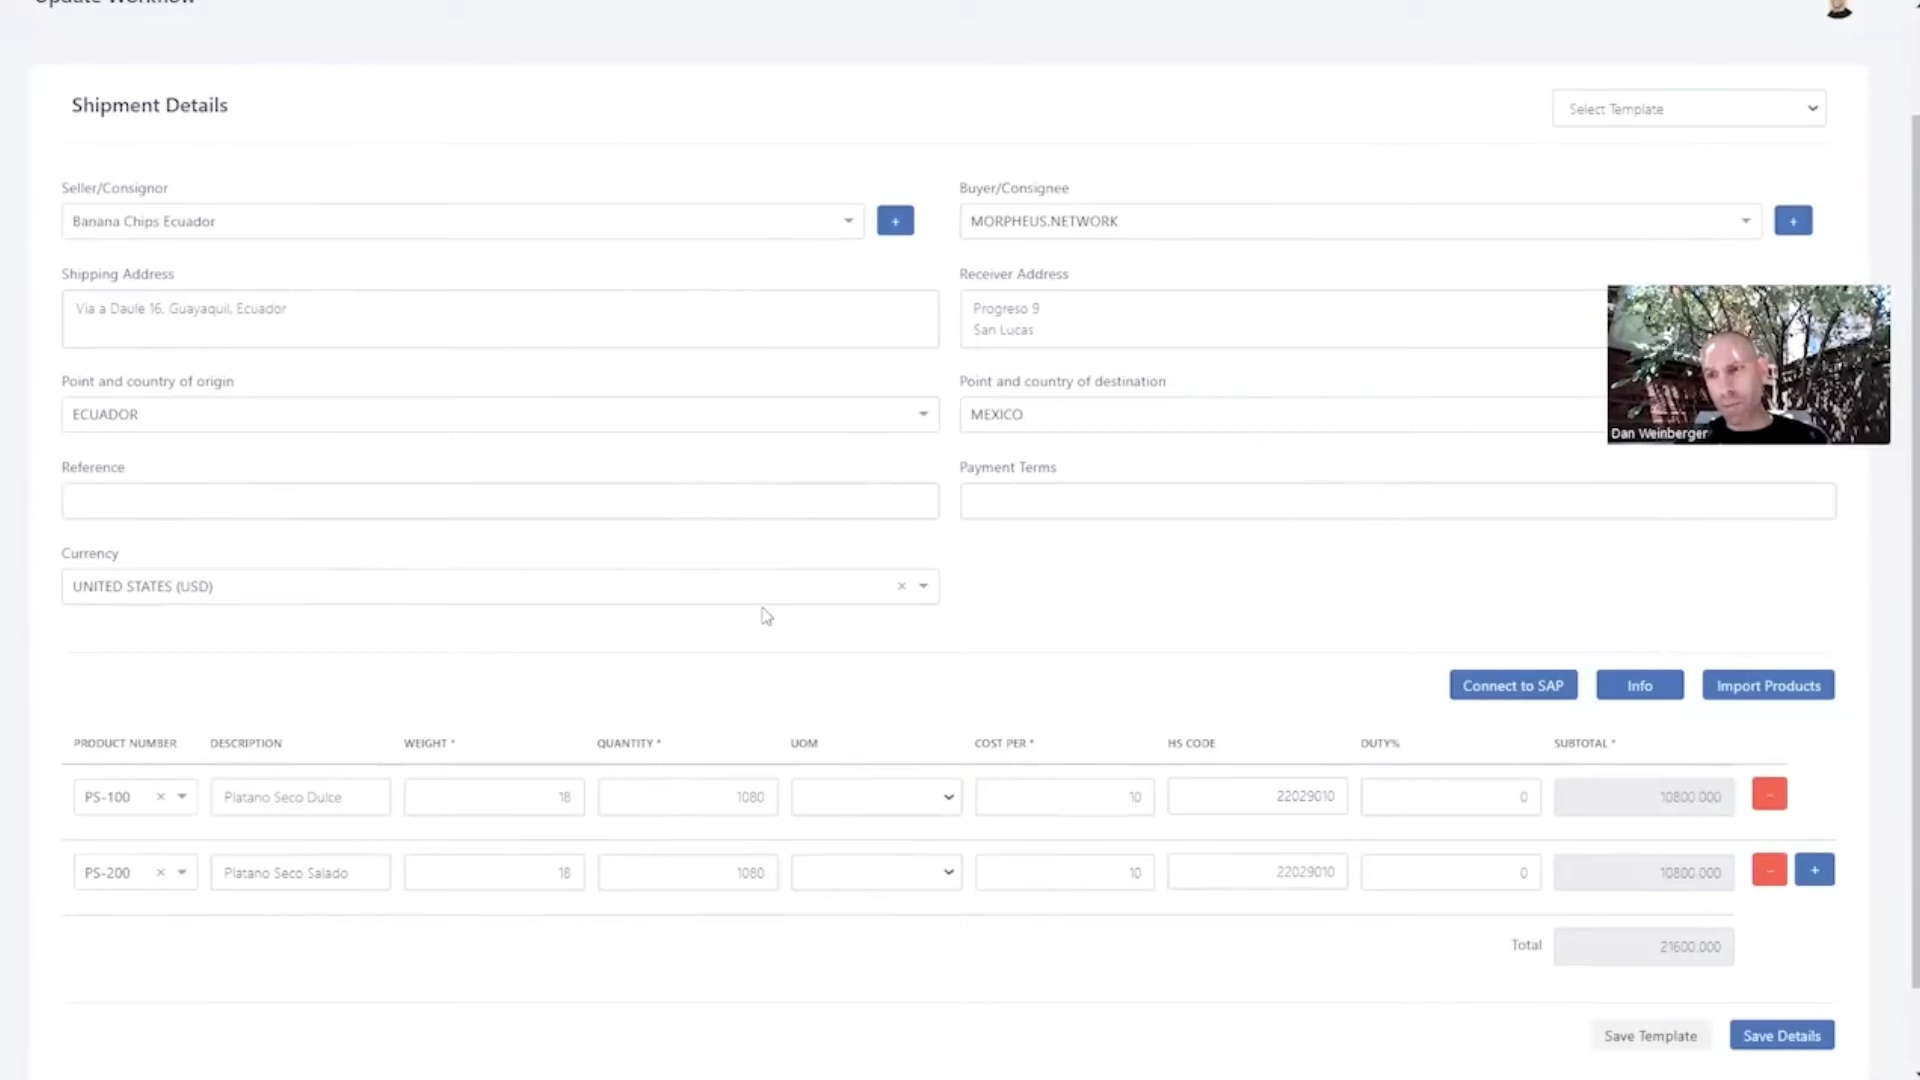 Update Workflow
Shipment Details
Select Template
Seller/Consignor
Buyer/Consignee
Banana Chips Ecuador
+
MORPHEUS.NETWORK
+
Shipping Address
Receiver Address
Via a Daule 16. Guayaquil, Ecuador
Progreso 9
San Lucas
Point and country of origin
Point and country of destination
ECUADOR
MEXICO
Dan Weinberger
Reference
Payment Terms
Currency
UNITED STATES (USD)
×
Connect to SAP
Info
Import Products
PRODUCT NUMBER DESCRIPTION WEIGHT * QUANTITY * UOM COST PER * HS CODE DUTY% SUBTOTAL *
PS-100 × Platano Seco Dulce 18 1080 10 22029010 0 10800.000 -
PS-200 × Platano Seco Salado 18 1080 10 22029010 0 10800.000 - +
Total 21600.000
Save Template
Save Details